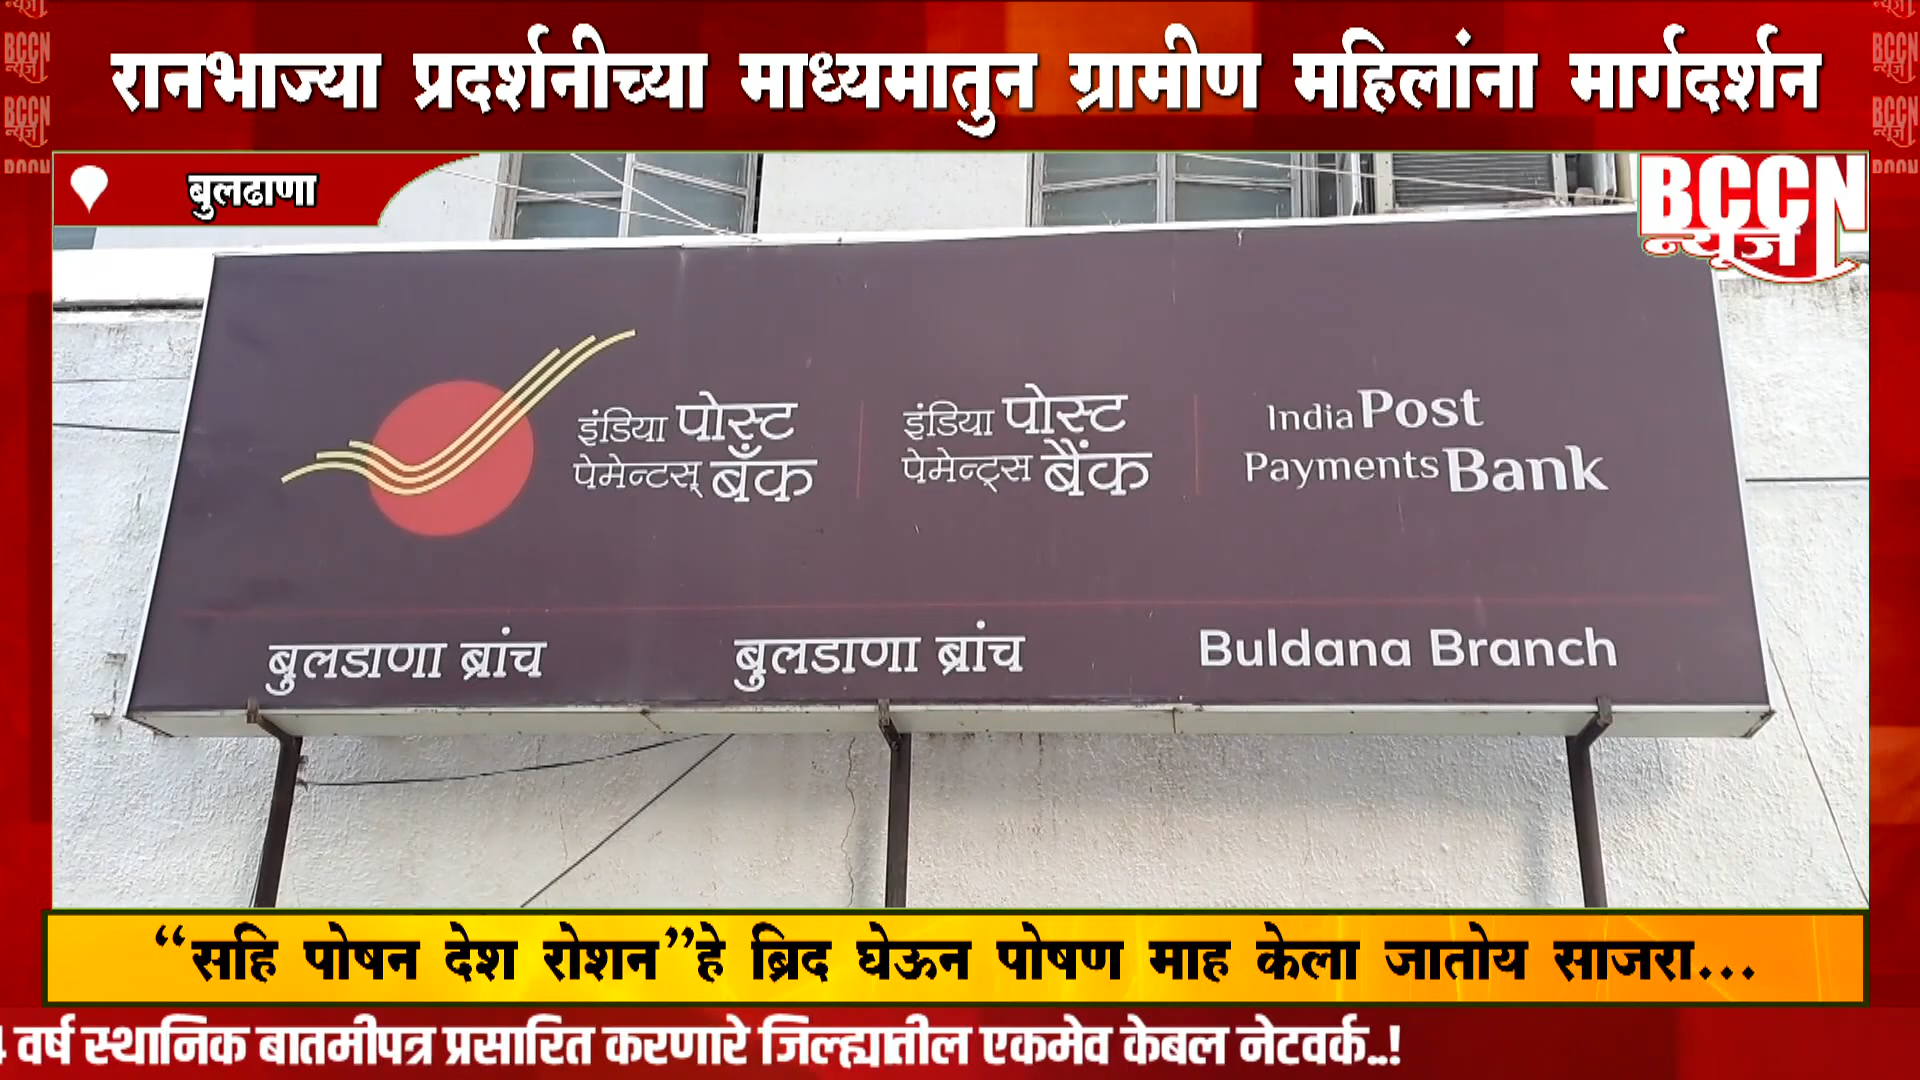 रानभाज्या प्रदर्शनीच्या माध्यमातुन ग्रामीण महिलांना मार्गदर्शन
बुलढाणा
BCCN
न्यूज
इंडिया पोस्ट
पेमेन्टस् बँक
इंडिया पोस्ट
पेमेन्ट्स बैंक
India Post
Payments Bank
बुलडाणा ब्रांच
बुलडाणा ब्रांच
Buldana Branch
“सहि पोषन देश रोशन”हे ब्रिद घेऊन पोषण माह केला जातोय साजरा...
वर्ष स्थानिक बातमीपत्र प्रसारित करणारे जिल्ह्यातील एकमेव केबल नेटवर्क..!